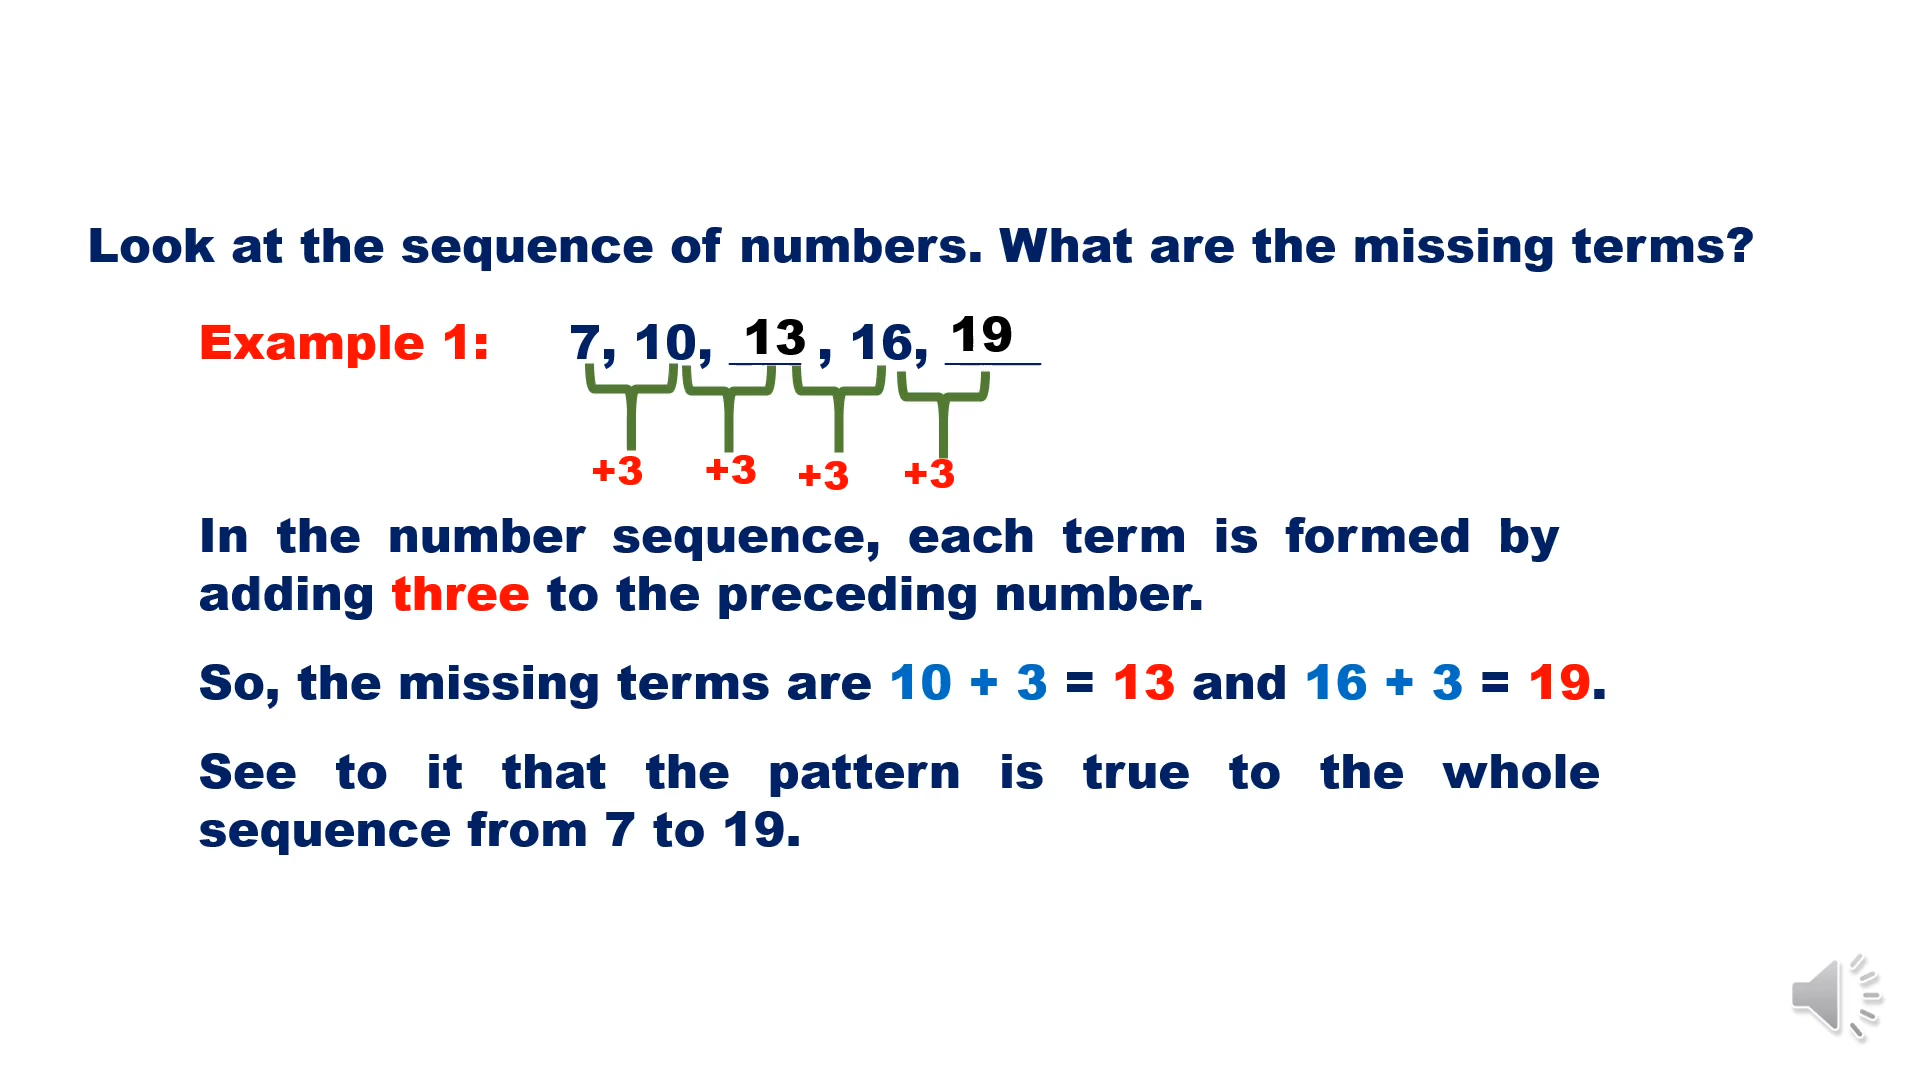 Look at the sequence of numbers. What are the missing terms?
Example 1: 7, 10, 13 , 16, 19
+3 +3 +3 +3
In the number sequence, each term is formed by
adding three to the preceding number.
So, the missing terms are 10 + 3 = 13 and 16 + 3 = 19.
See to it that the pattern is true to the whole
sequence from 7 to 19.